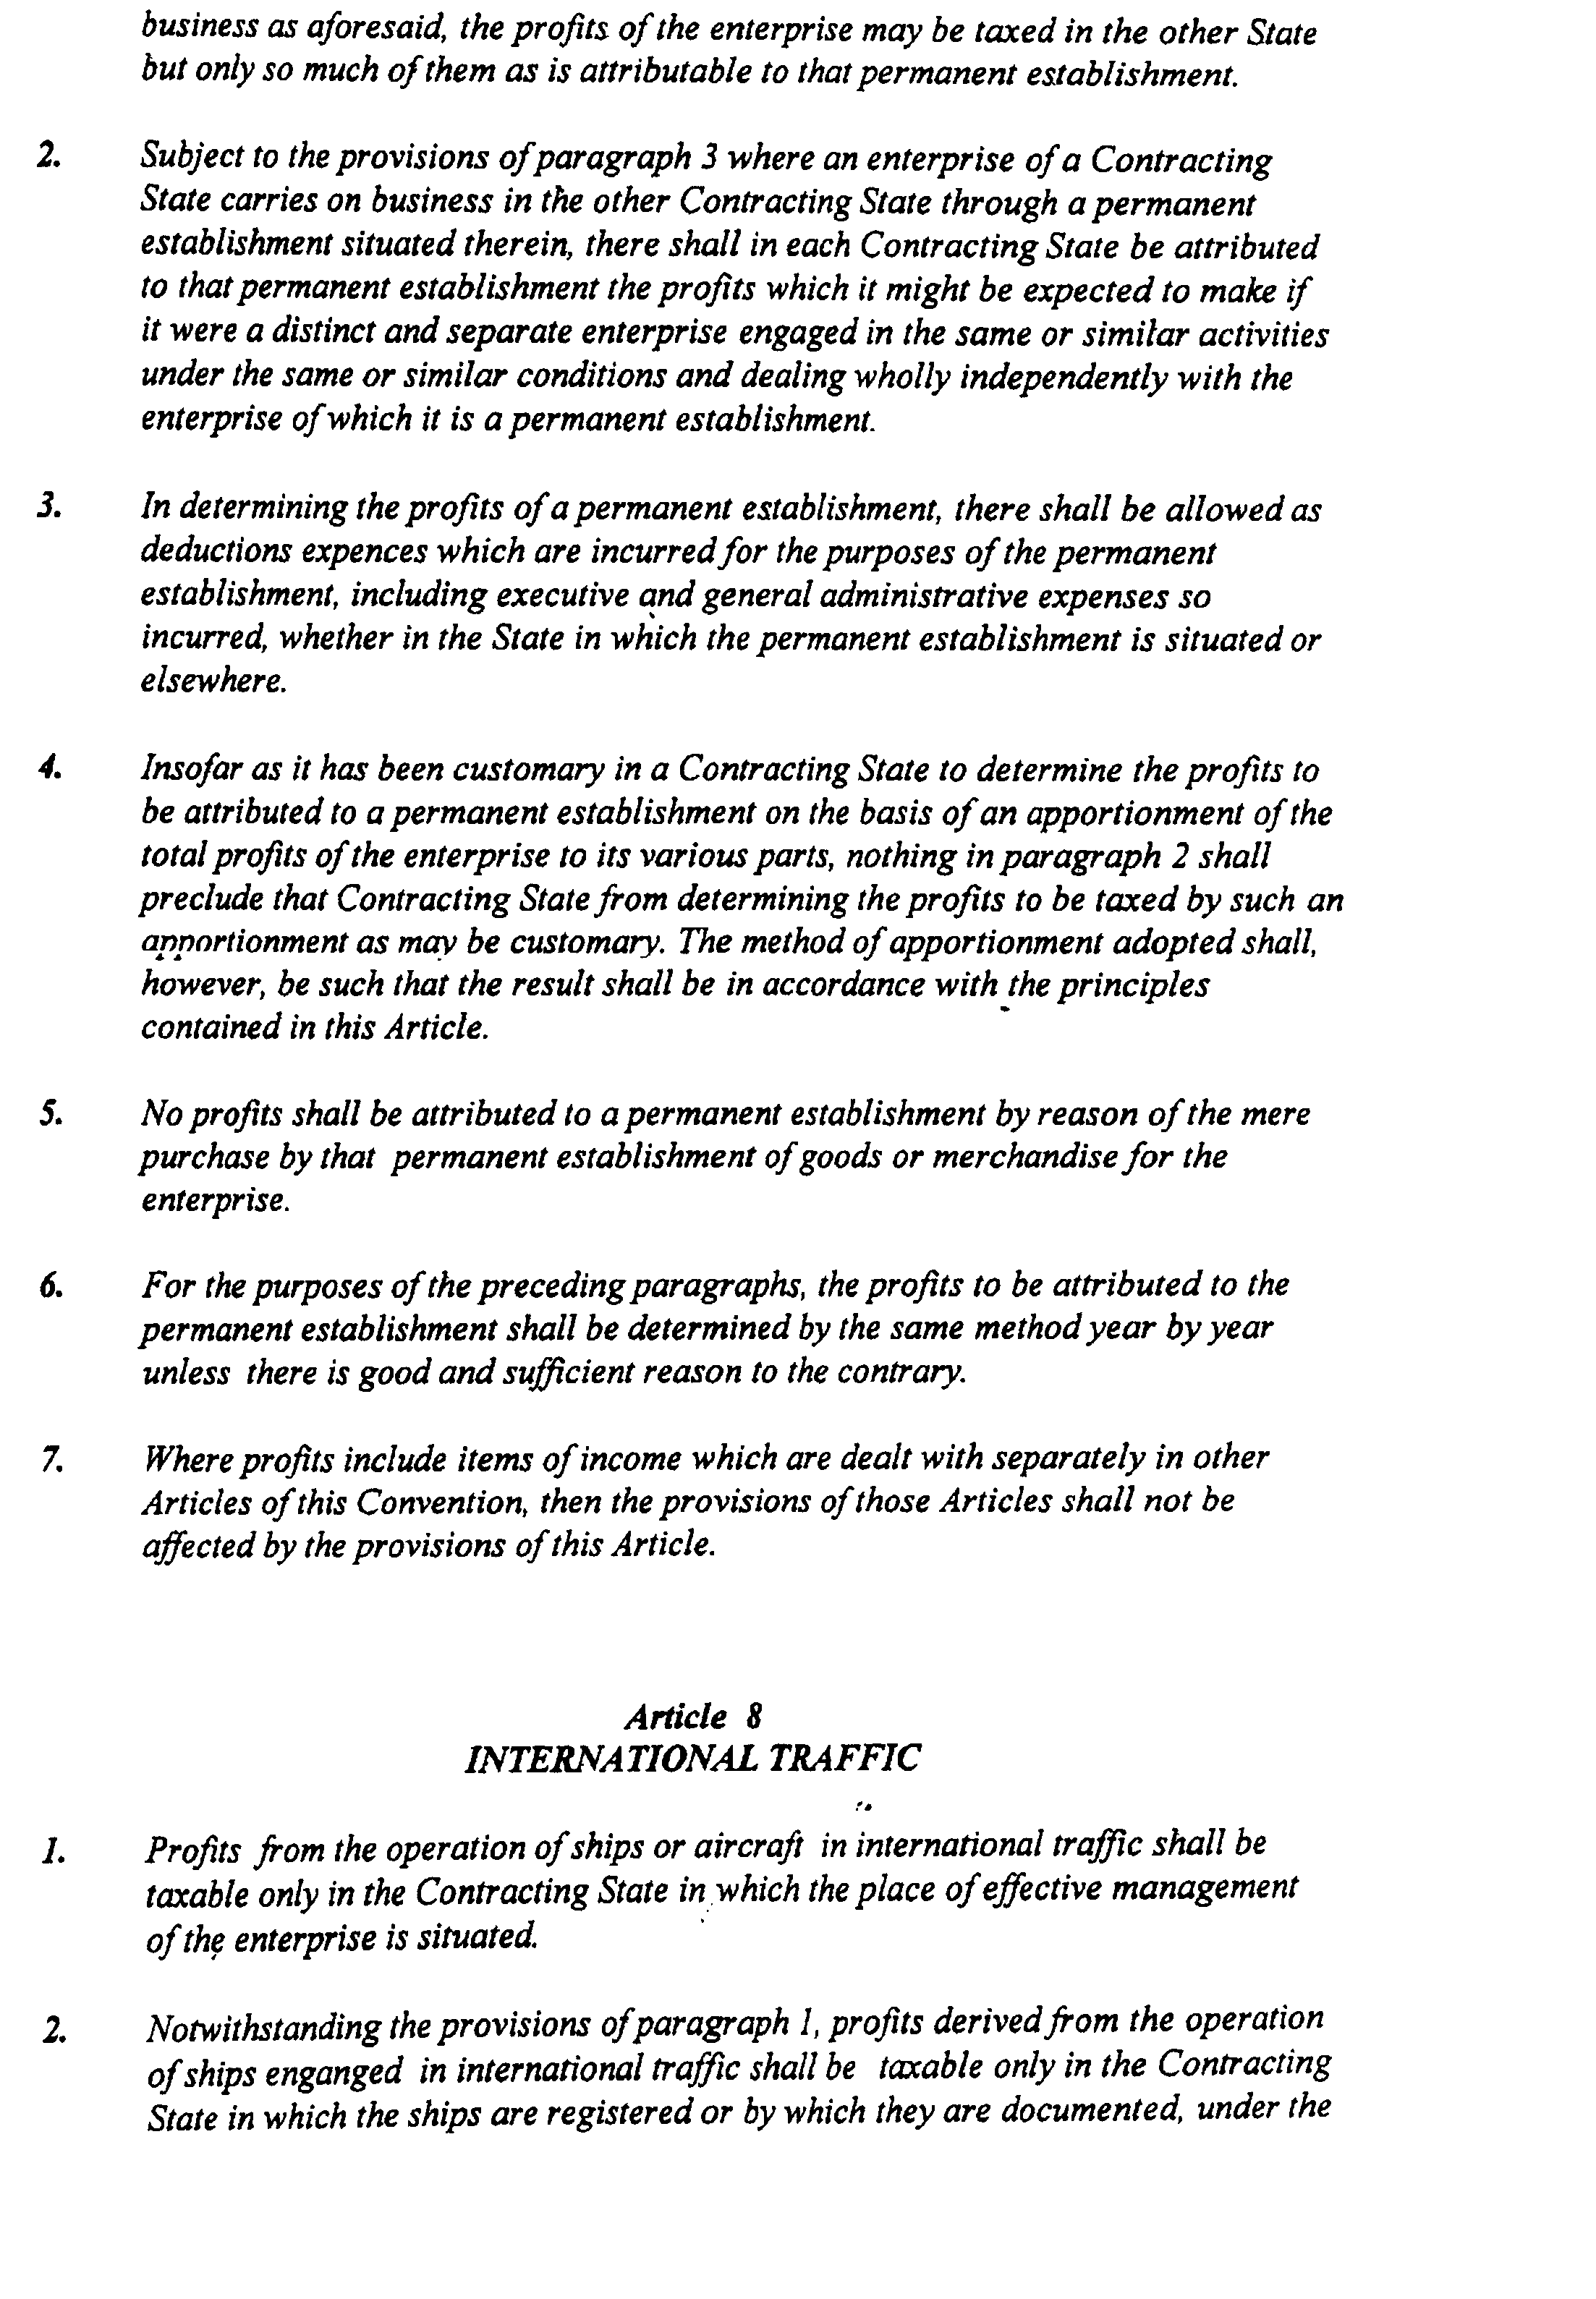 business as aforesaid, the profits of the enterprise may be taxed in the other State
but only so much of them as is attributable to that permanent establishment.
2. Subject to the provisions of paragraph 3 where an enterprise of a Contracting
State carries on business in the other Contracting State through a permanent
establishment situated therein, there shall in each Contracting State be attributed
to that permanent establishment the profits which it might be expected to make if
it were a distinct and separate enterprise engaged in the same or similar activities
under the same or similar conditions and dealing wholly independently with the
enterprise of which it is a permanent establishment.
3. In determining the profits of a permanent establishment, there shall be allowed as
deductions expences which are incurred for the purposes of the permanent
establishment, including executive and general administrative expenses so
incurred, whether in the State in which the permanent establishment is situated or
elsewhere.
4. Insofar as it has been customary in a Contracting State to determine the profits to
be attributed to a permanent establishment on the basis of an apportionment of the
total profits of the enterprise to its various parts, nothing in paragraph 2 shall
preclude that Contracting State from determining the profits to be taxed by such an
apportionment as may be customary. The method of apportionment adopted shall,
however, be such that the result shall be in accordance with the principles
contained in this Article.
5. No profits shall be attributed to a permanent establishment by reason of the mere
purchase by that permanent establishment of goods or merchandise for the
enterprise.
6. For the purposes of the preceding paragraphs, the profits to be attributed to the
permanent establishment shall be determined by the same method year by year
unless there is good and sufficient reason to the contrary.
7. Where profits include items of income which are dealt with separately in other
Articles of this Convention, then the provisions of those Articles shall not be
affected by the provisions of this Article.
Article 8
INTERNATIONAL TRAFFIC
1. Profits from the operation of ships or aircraft in international traffic shall be
taxable only in the Contracting State in which the place of effective management
of the enterprise is situated.
2. Notwithstanding the provisions of paragraph 1, profits derived from the operation
of ships enganged in international traffic shall be taxable only in the Contracting
State in which the ships are registered or by which they are documented, under the